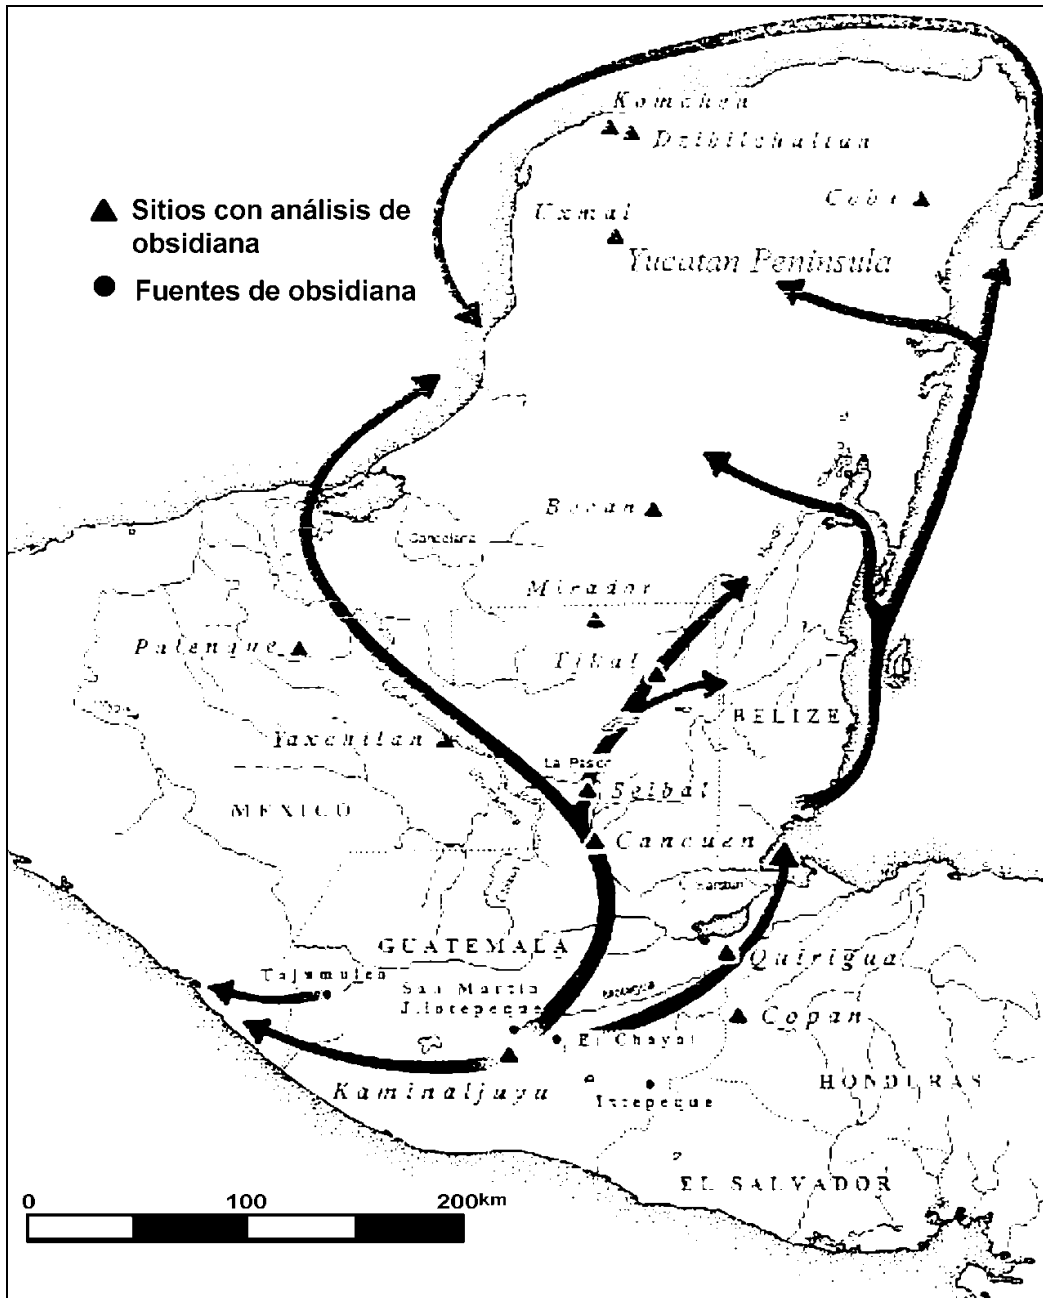 Komchen
Dzibilchaltan
▲ Sitios con análisis de
obsidiana
● Fuentes de obsidiana
Uxmal
Coba
Yucatan Peninsula
Becan
Candelaria
Mirador
Palenque
Tikal
Yaxchilan
BELIZE
La Pasion
MEXICO
Seibal
Cancuen
GUATEMALA
Quirigua
Tajumulco
San Martin
Jilotepeque
Motagua
Copan
El Chayal
Kaminaljuyu
Ixtepeque
HONDURAS
EL SALVADOR
0 100 200km